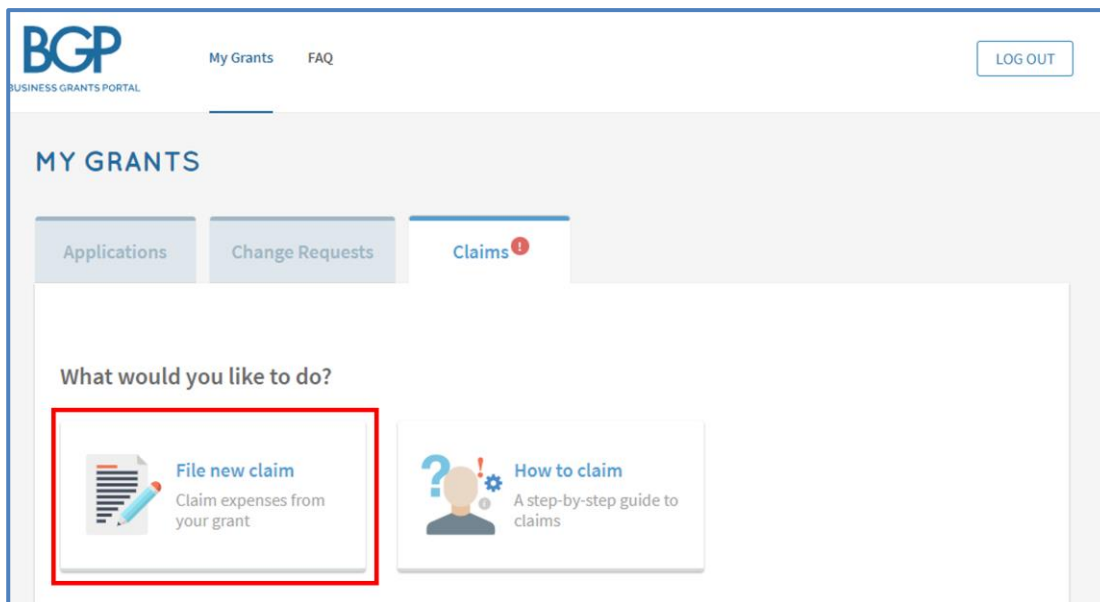 BGP
BUSINESS GRANTS PORTAL
My Grants FAQ
LOG OUT
MY GRANTS
Applications Change Requests Claims !
What would you like to do?
File new claim
Claim expenses from
your grant
How to claim
A step-by-step guide to
claims